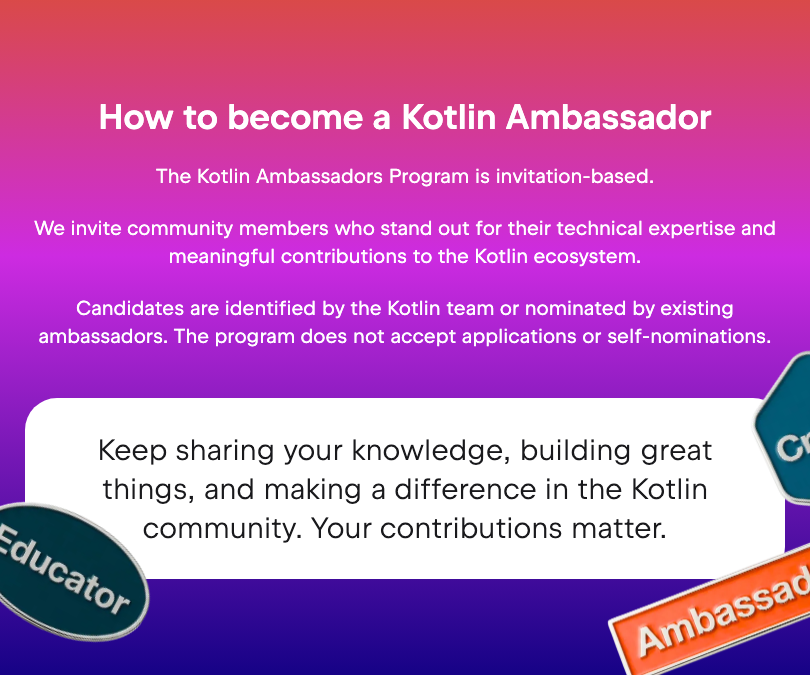 How to become a Kotlin Ambassador
The Kotlin Ambassadors Program is invitation-based.
We invite community members who stand out for their technical expertise and
meaningful contributions to the Kotlin ecosystem.
Candidates are identified by the Kotlin team or nominated by existing
ambassadors. The program does not accept applications or self-nominations.
Keep sharing your knowledge, building great
things, and making a difference in the Kotlin
community. Your contributions matter.
Educator